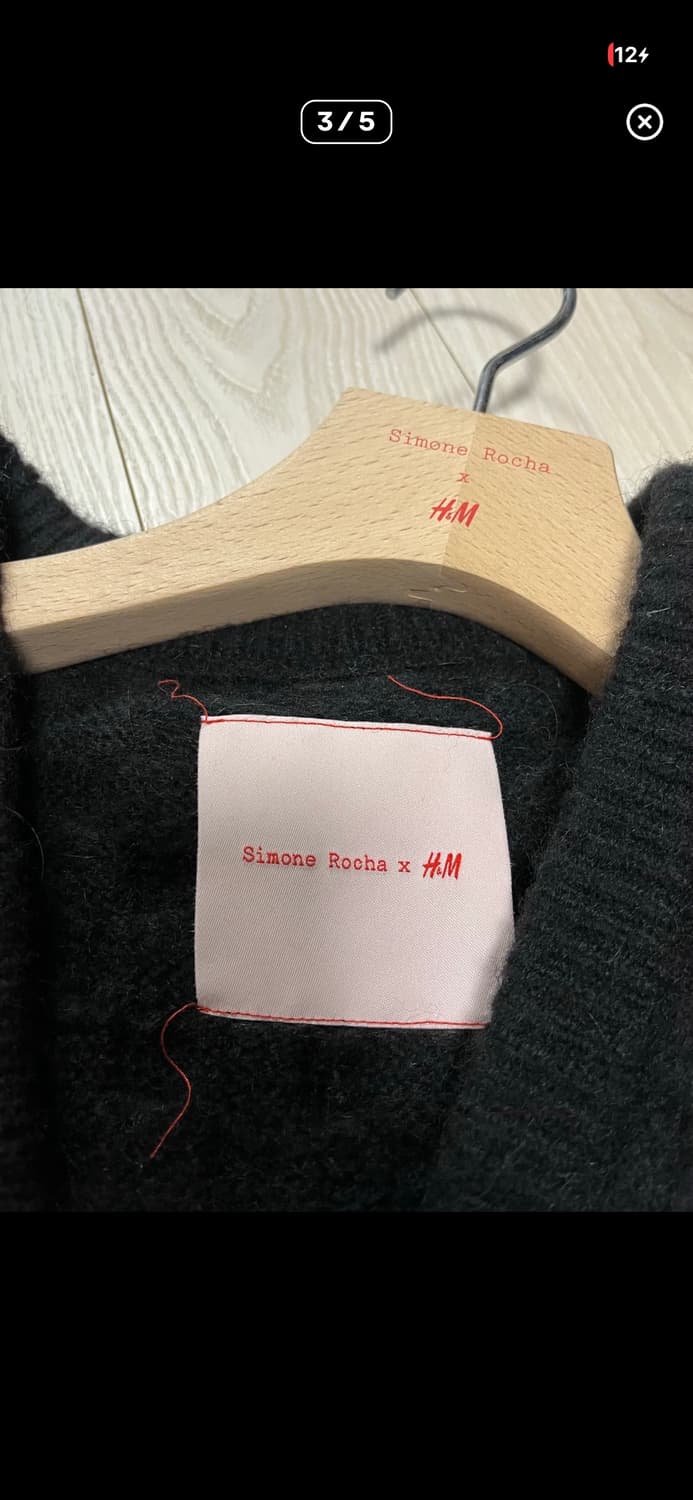 12
3/5
Simone Rocha
x
H&M
Simone Rocha x H&M